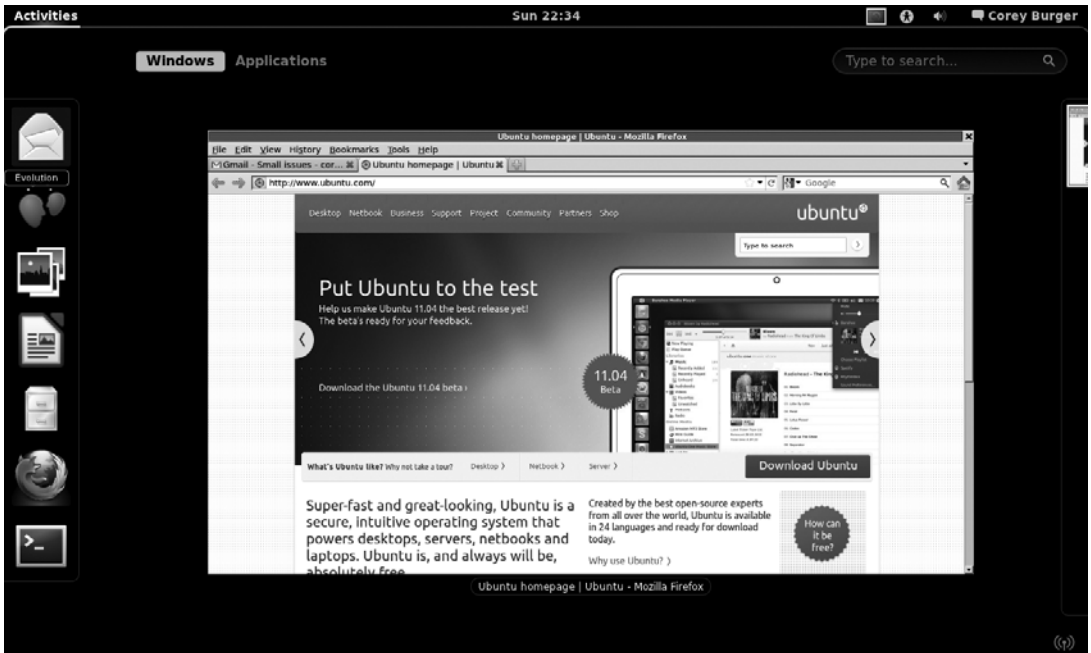 Activities
Sun 22:34
Corey Burger
Windows Applications
Type to search...
Evolution
Ubuntu homepage | Ubuntu - Mozilla Firefox
File Edit View History Bookmarks Tools Help
Gmail - Small issues - cor...
Ubuntu homepage | Ubuntu
http://www.ubuntu.com/
Google
Desktop Netbook Business Support Project Community Partners Shop
ubuntu
Type to search
Put Ubuntu to the test
Help us make Ubuntu 11.04 the best release yet!
The beta's ready for your feedback.
Download the Ubuntu 11.04 beta ›
11.04
Beta
What's Ubuntu like? Why not take a tour? Desktop › Netbook › Server ›
Download Ubuntu
Super-fast and great-looking, Ubuntu is a
secure, intuitive operating system that
powers desktops, servers, netbooks and
laptops. Ubuntu is, and always will be,
absolutely free.
Created by the best open-source experts
from all over the world, Ubuntu is available
in 24 languages and ready for download
today.
Why use Ubuntu? ›
How can
it be
free?
Ubuntu homepage | Ubuntu - Mozilla Firefox